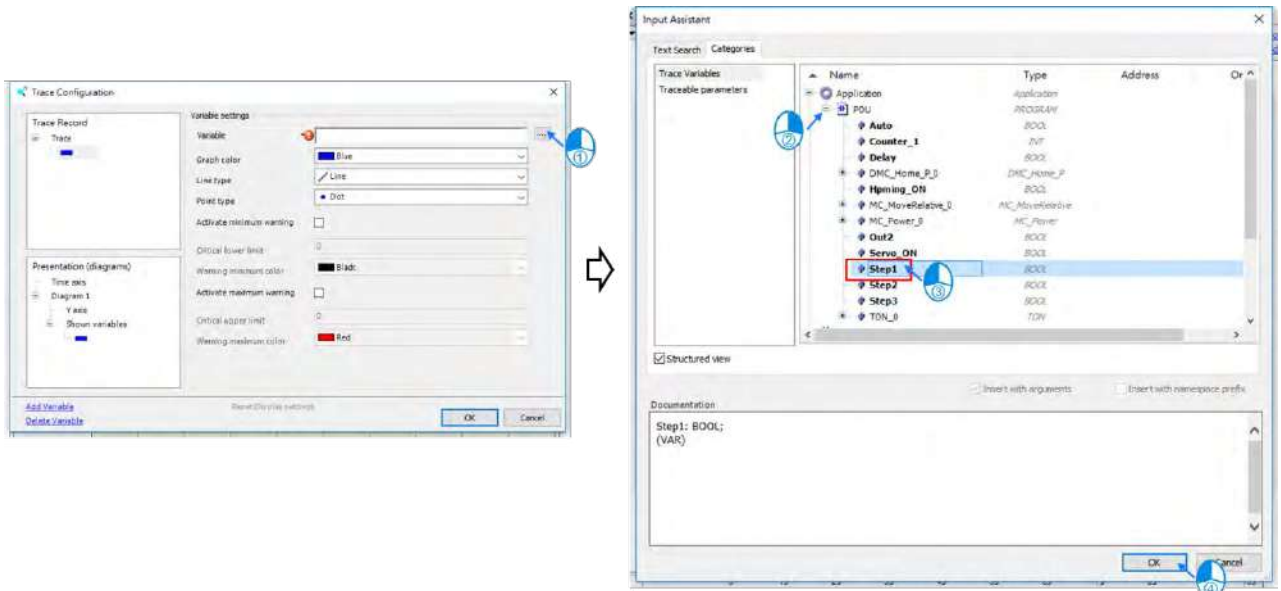 Trace Configuration
Trace Record
Trace
Presentation (diagrams)
Time axis
Diagram 1
Y axis
Shown variables
Add Variable
Delete Variable
Variable settings
Variable
...
①
Graph color
Blue
Line type
Line
Point type
Dot
Activate minimum warning
Critical lower limit
0
Warning minimum color
Black
Activate maximum warning
Critical upper limit
0
Warning maximum color
Red
Reset Display settings
OK
Cancel
Input Assistant
Text Search
Categories
Trace Variables
Traceable parameters
Name Type Address Or
Application Application
POU PROGRAM
②
Auto BOOL
Counter_1 INT
Delay BOOL
DMC_Home_P_0 DMC_Home_P
Hpming_ON BOOL
MC_MoveRelative_0 MC_MoveRelative
MC_Power_0 MC_Power
Out2 BOOL
Servo_ON BOOL
Step1 BOOL
③
Step2 BOOL
Step3 BOOL
TON_0 TON
Structured view
Insert with arguments
Insert with namespace prefix
Documentation
Step1: BOOL;
(VAR)
OK
Cancel
④